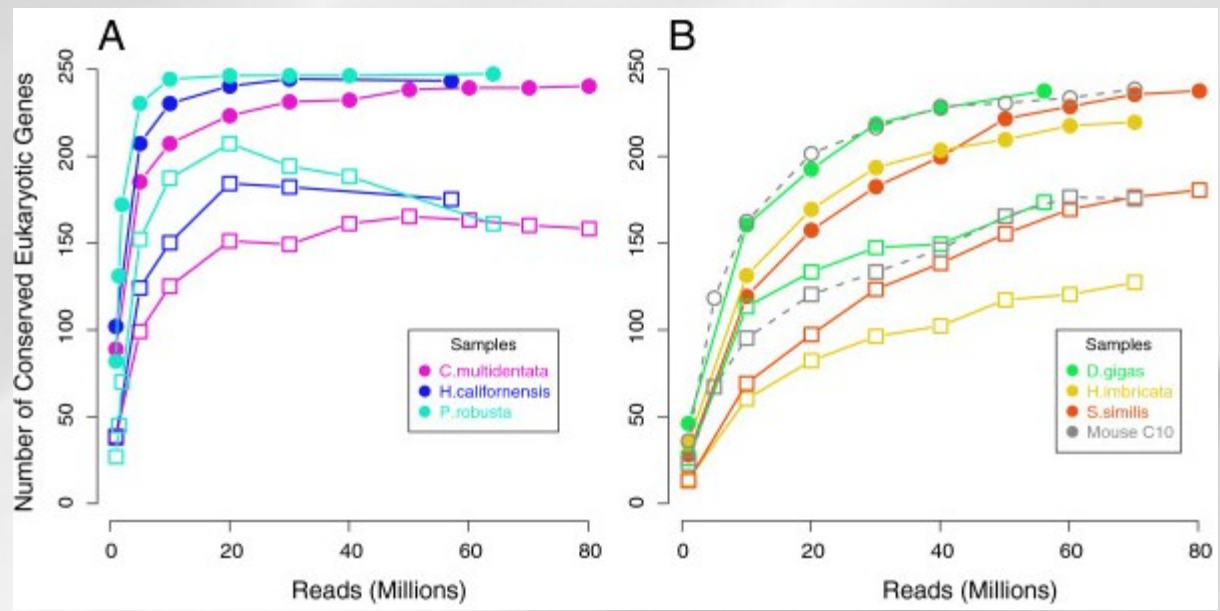 A
Number of Conserved Eukaryotic Genes
250
200
150
100
50
0
Samples
C.multidentata
H.californensis
P.robusta
0 20 40 60 80
Reads (Millions)
B
250
200
150
100
50
0
Samples
D.gigas
H.imbricata
S.similis
Mouse C10
0 20 40 60 80
Reads (Millions)